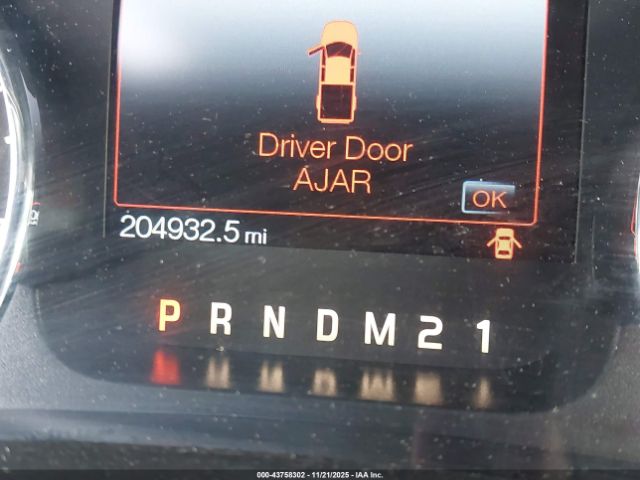 Driver Door
AJAR
OK
204932.5 mi
P R N D M 2 1
000-43758302 - 11/21/2025 - IAA Inc.